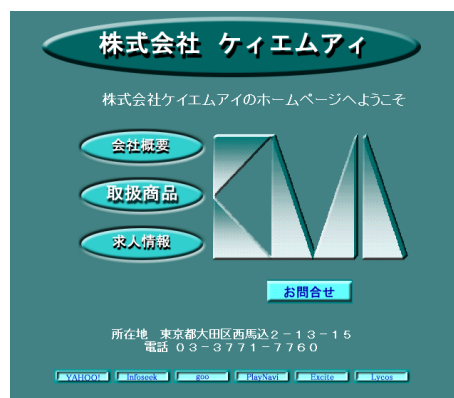 株式会社 ケィエムアィ
株式会社ケイエムアイのホームページへようこそ
会社概要
取扱商品
求人情報
KMI
お問合せ
所在地 東京都大田区西馬込２－１３－１５
電話 ０３－３７７１－７７６０
YAHOO! Infoseek goo PlayNavi Excite Lycos